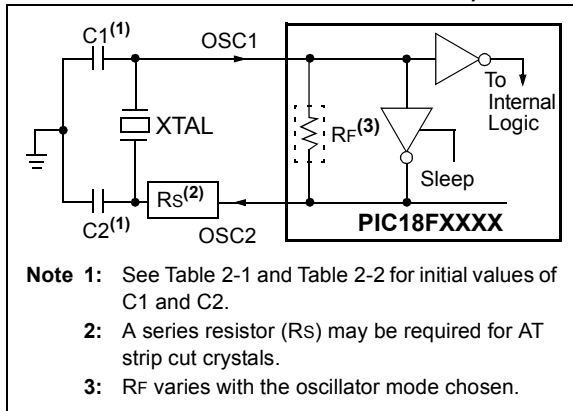 C1(1)
OSC1
To
Internal
Logic
XTAL
RF(3)
Sleep
RS(2)
C2(1)
OSC2
PIC18FXXXX
Note 1: See Table 2-1 and Table 2-2 for initial values of
C1 and C2.
2: A series resistor (RS) may be required for AT
strip cut crystals.
3: RF varies with the oscillator mode chosen.